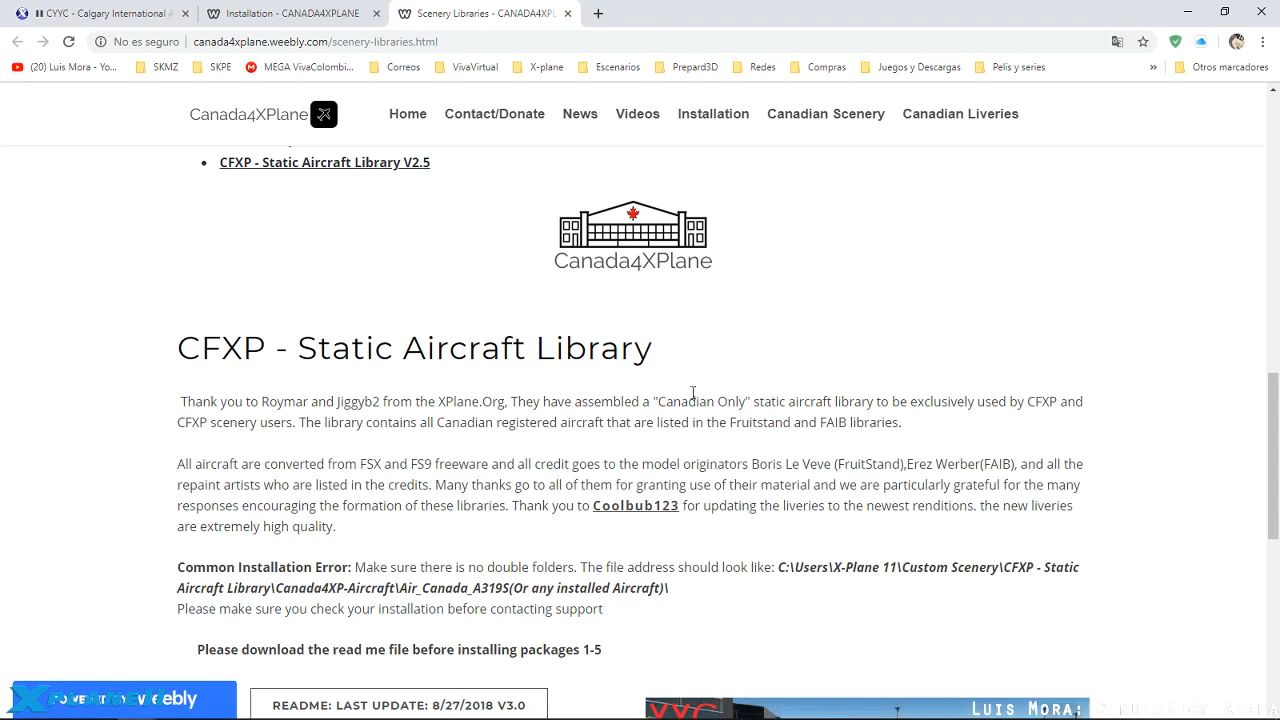 CYYC - Calgary International A
Installation - CANADA4XPLANE
Scenery Libraries - CANADA4XPL
No es seguro
canada4xplane.weebly.com/scenery-libraries.html
(20) Luis Mora - Yo...
SKMZ
SKPE
MEGA VivaColombi...
Correos
VivaVirtual
X-plane
Escenarios
Prepard3D
Redes
Compras
Juegos y Descargas
Pelis y series
»
Otros marcadores
Canada4XPlane
Home
Contact/Donate
News
Videos
Installation
Canadian Scenery
Canadian Liveries
• CFXP - Static Aircraft Library V2.5
Canada4XPlane
CFXP - Static Aircraft Library
Thank you to Roymar and Jiggyb2 from the XPlane.Org, They have assembled a "Canadian Only" static aircraft library to be exclusively used by CFXP and
CFXP scenery users. The library contains all Canadian registered aircraft that are listed in the Fruitstand and FAIB libraries.
All aircraft are converted from FSX and FS9 freeware and all credit goes to the model originators Boris Le Veve (FruitStand),Erez Werber(FAIB), and all the
repaint artists who are listed in the credits. Many thanks go to all of them for granting use of their material and we are particularly grateful for the many
responses encouraging the formation of these libraries. Thank you to Coolbub123 for updating the liveries to the newest renditions. the new liveries
are extremely high quality.
Common Installation Error: Make sure there is no double folders. The file address should look like: C:\Users\X-Plane 11\Custom Scenery\CFXP - Static
Aircraft Library\Canada4XP-Aircraft\Air_Canada_A319S(Or any installed Aircraft)\
Please make sure you check your installation before contacting support
Please download the read me file before installing packages 1-5
README: LAST UPDATE: 8/27/2018 V3.0
YYC
LUIS MORA: